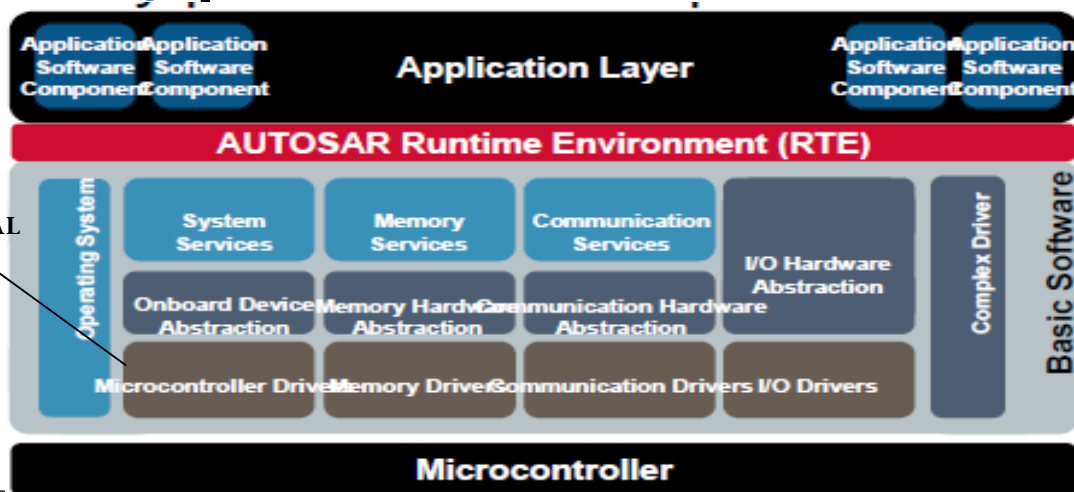 Application
Software
Component
Application
Software
Component
Application Layer
Application
Software
Component
Application
Software
Component
AUTOSAR Runtime Environment (RTE)
Operating System
System
Services
Memory
Services
Communication
Services
I/O Hardware
Abstraction
Complex Driver
Basic Software
Onboard Device
Abstraction
Memory Hardware
Abstraction
Communication Hardware
Abstraction
Microcontroller Drivers
Memory Drivers
Communication Drivers
I/O Drivers
Microcontroller